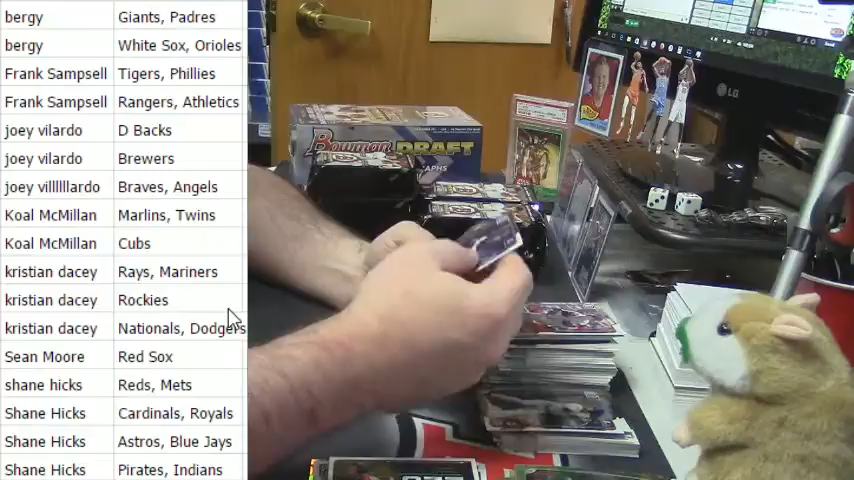 bergy Giants, Padres
bergy White Sox, Orioles
Frank Sampsell Tigers, Phillies
Frank Sampsell Rangers, Athletics
joey vilardo D Backs
joey vilardo Brewers
joey villllllardo Braves, Angels
Koal McMillan Marlins, Twins
Koal McMillan Cubs
kristian dacey Rays, Mariners
kristian dacey Rockies
kristian dacey Nationals, Dodgers
Sean Moore Red Sox
shane hicks Reds, Mets
Shane Hicks Cardinals, Royals
Shane Hicks Astros, Blue Jays
Shane Hicks Pirates, Indians
Bowman DRAFT
LG